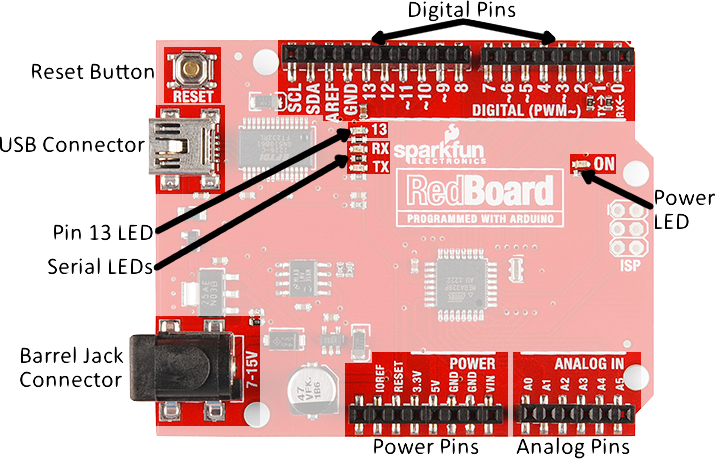 Digital Pins
Reset Button
RESET
SCL
SDA
AREF
GND
13
12
~11
~10
~9
8
7
~6
~5
4
~3
2
TX→1
RX←0
DIGITAL (PWM~)
USB Connector
13
RX
TX
sparkfun
ELECTRONICS
ON
RedBoard
PROGRAMMED WITH ARDUINO
Power
LED
Pin 13 LED
Serial LEDs
ISP
Barrel Jack
Connector
7-15V
47
VFK
1B6
POWER
IOREF
RESET
3.3V
5V
GND
GND
VIN
ANALOG IN
A0
A1
A2
A3
A4
A5
Power Pins
Analog Pins